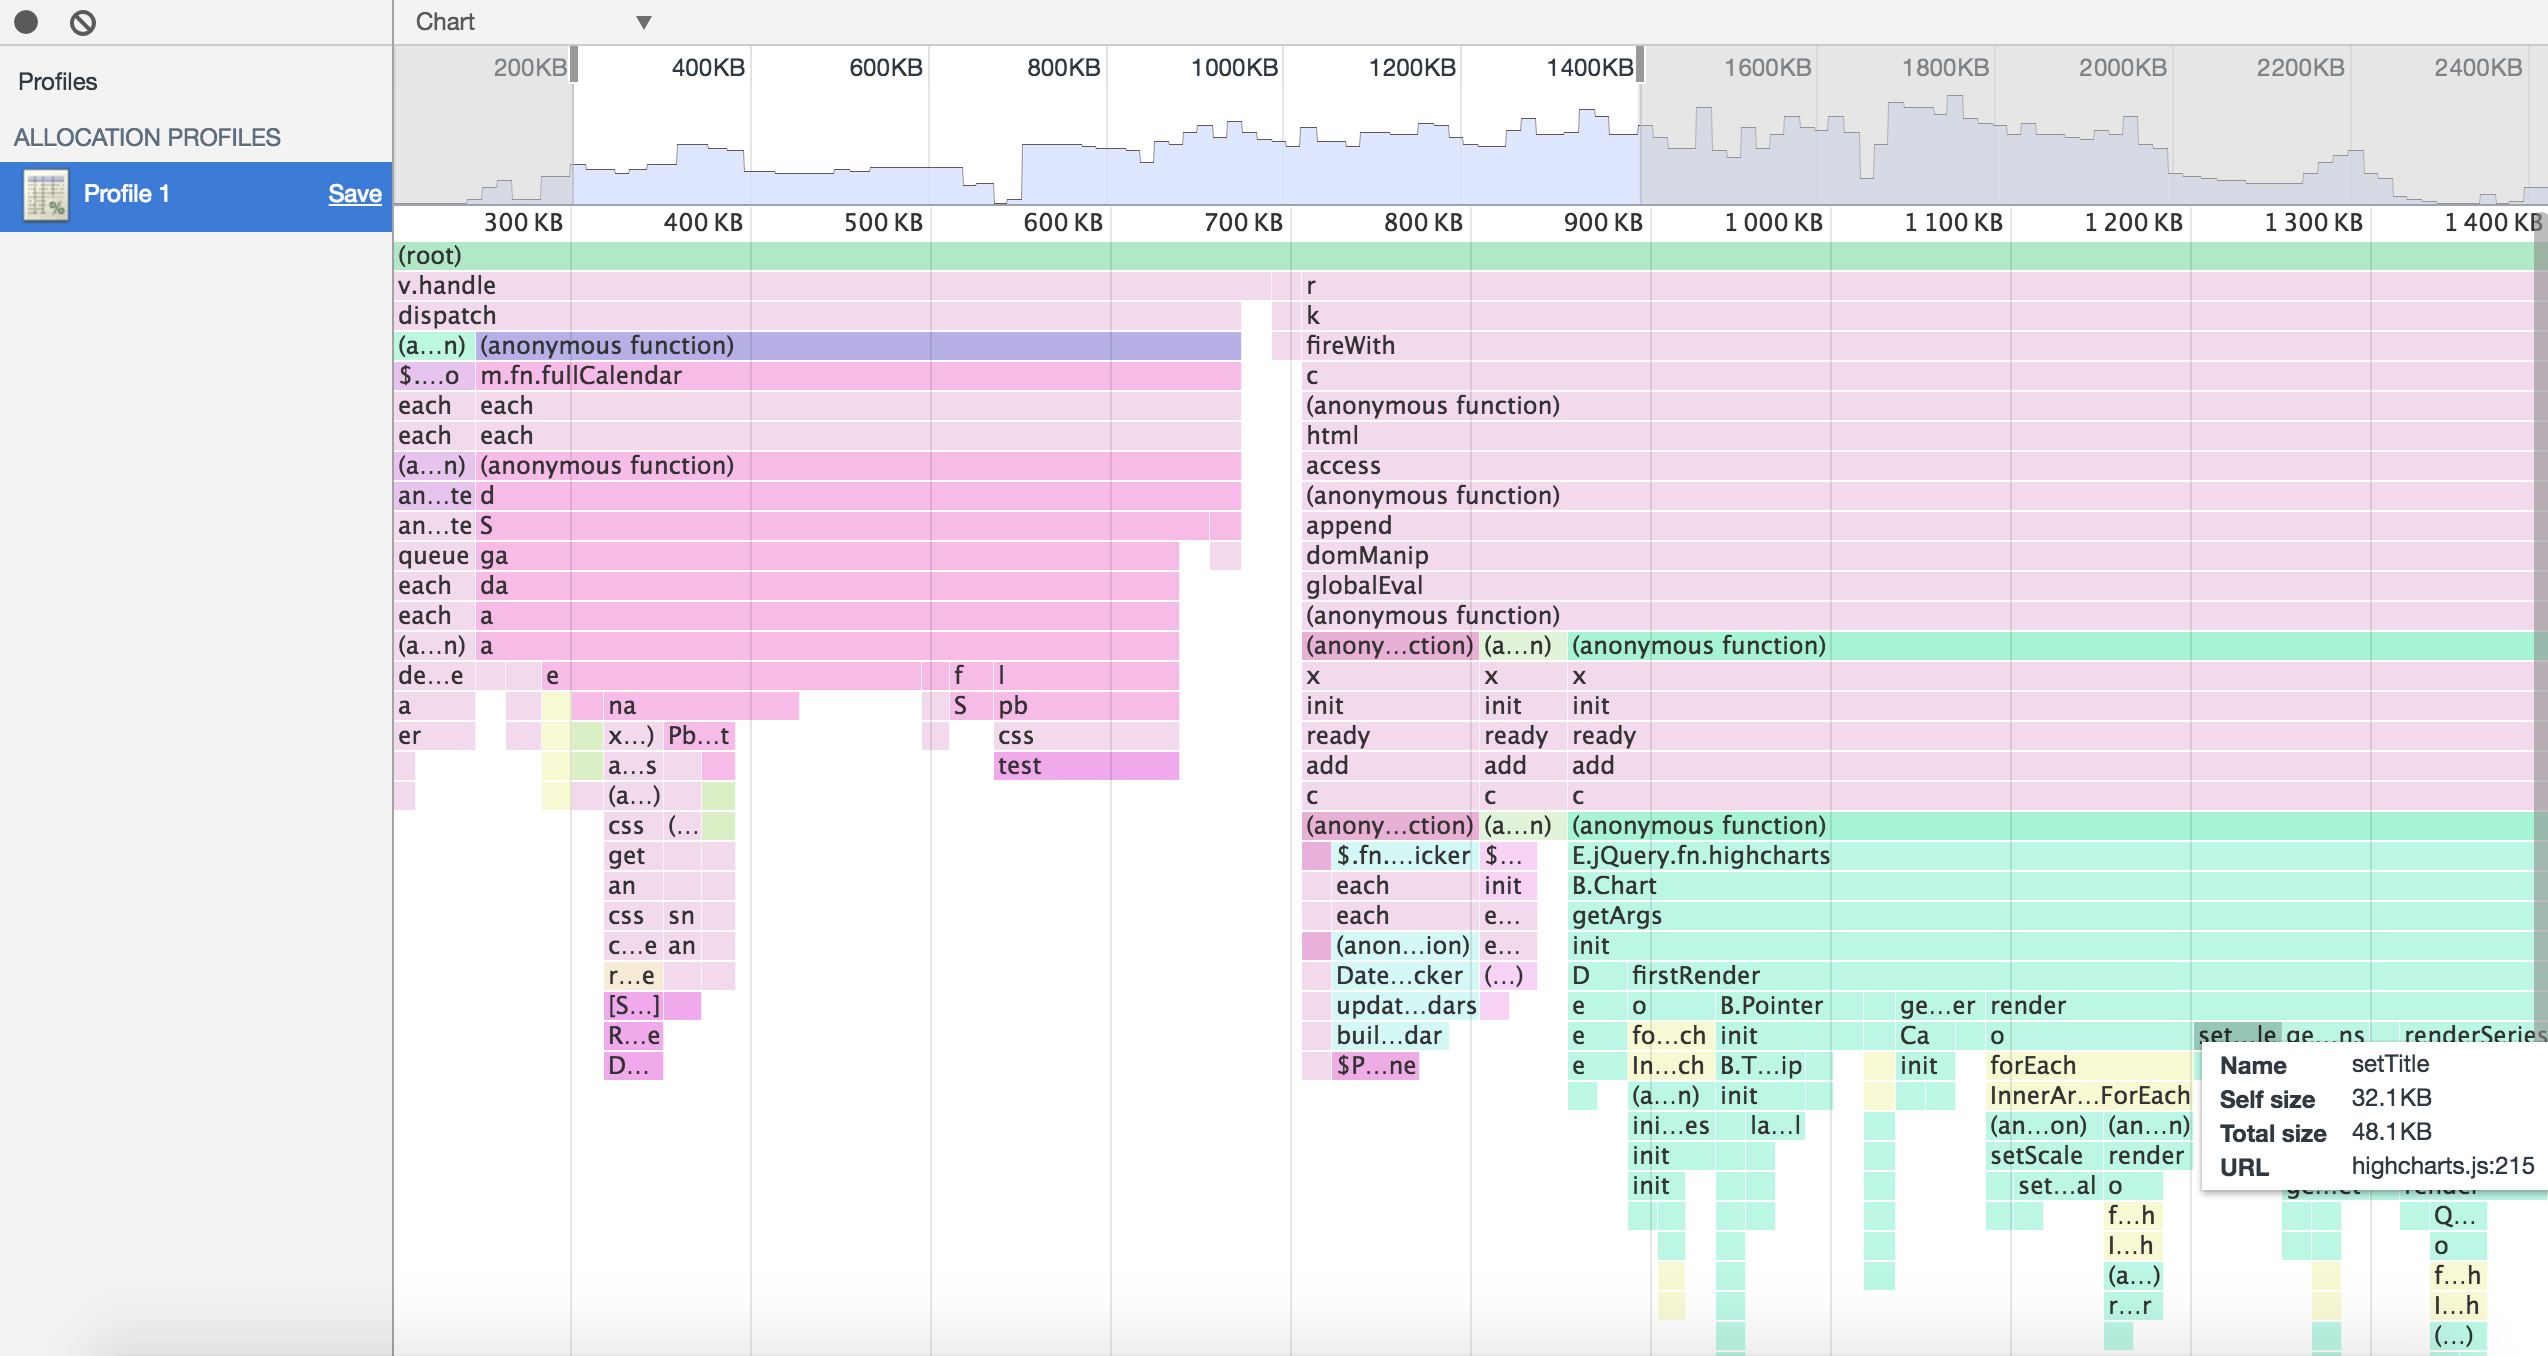 Chart ▼
Profiles
ALLOCATION PROFILES
Profile 1 Save
200KB 400KB 600KB 800KB 1000KB 1200KB 1400KB 1600KB 1800KB 2000KB 2200KB 2400KB
300 KB 400 KB 500 KB 600 KB 700 KB 800 KB 900 KB 1 000 KB 1 100 KB 1 200 KB 1 300 KB 1 400 KB
(root)
v.handle r
dispatch k
(a…n) (anonymous function) fireWith
$.…o m.fn.fullCalendar c
each each (anonymous function)
each each html
(a…n) (anonymous function) access
an…te d (anonymous function)
an…te S append
queue ga domManip
each da globalEval
each a (anonymous function)
(a…n) a (anony…ction) (a…n) (anonymous function)
de…e e f l x x x
a na S pb init init init
er x…) Pb…t css ready ready ready
a…s test add add add
(a…) c c c
css (… (anony…ction) (a…n) (anonymous function)
get $.fn.…icker $… E.jQuery.fn.highcharts
an each init B.Chart
css sn each e… getArgs
c…e an (anon…ion) e… init
r…e Date…cker (…) D firstRender
[S…] updat…dars e o B.Pointer ge…er render
R…e buil…dar e fo…ch init Ca o set…le ge…ns renderSeries
D… $P…ne e In…ch B.T…ip init forEach
(a…n) init InnerAr…ForEach
ini…es la…l (an…on) (an…n)
init setScale render
init set…al o
f…h Q…
I…h o
(a…) f…h
r…r I…h
(…)
Name setTitle
Self size 32.1KB
Total size 48.1KB
URL highcharts.js:215